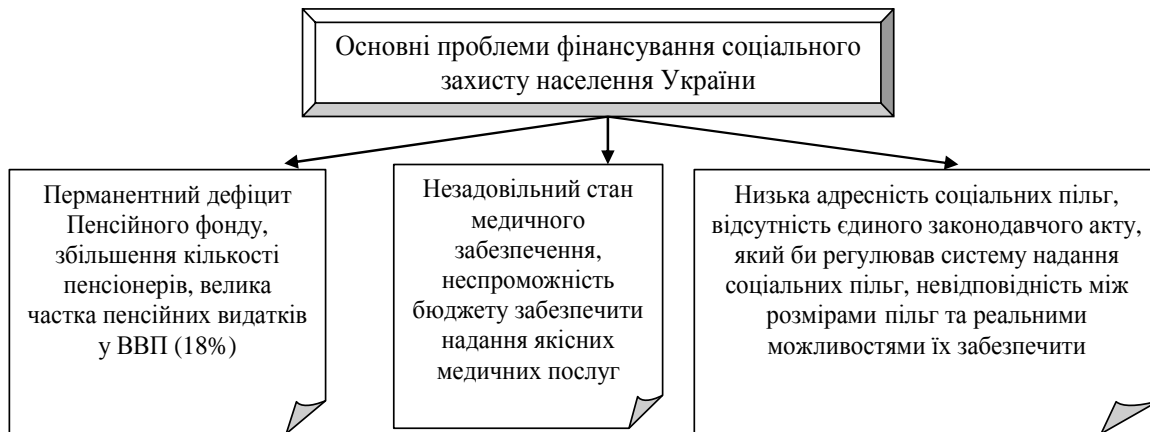 Основні проблеми фінансування соціального
захисту населення України
Перманентний дефіцит
Пенсійного фонду,
збільшення кількості
пенсіонерів, велика
частка пенсійних видатків
у ВВП (18%)
Незадовільний стан
медичного
забезпечення,
неспроможність
бюджету забезпечити
надання якісних
медичних послуг
Низька адресність соціальних пільг,
відсутність єдиного законодавчого акту,
який би регулював систему надання
соціальних пільг, невідповідність між
розмірами пільг та реальними
можливостями їх забезпечити